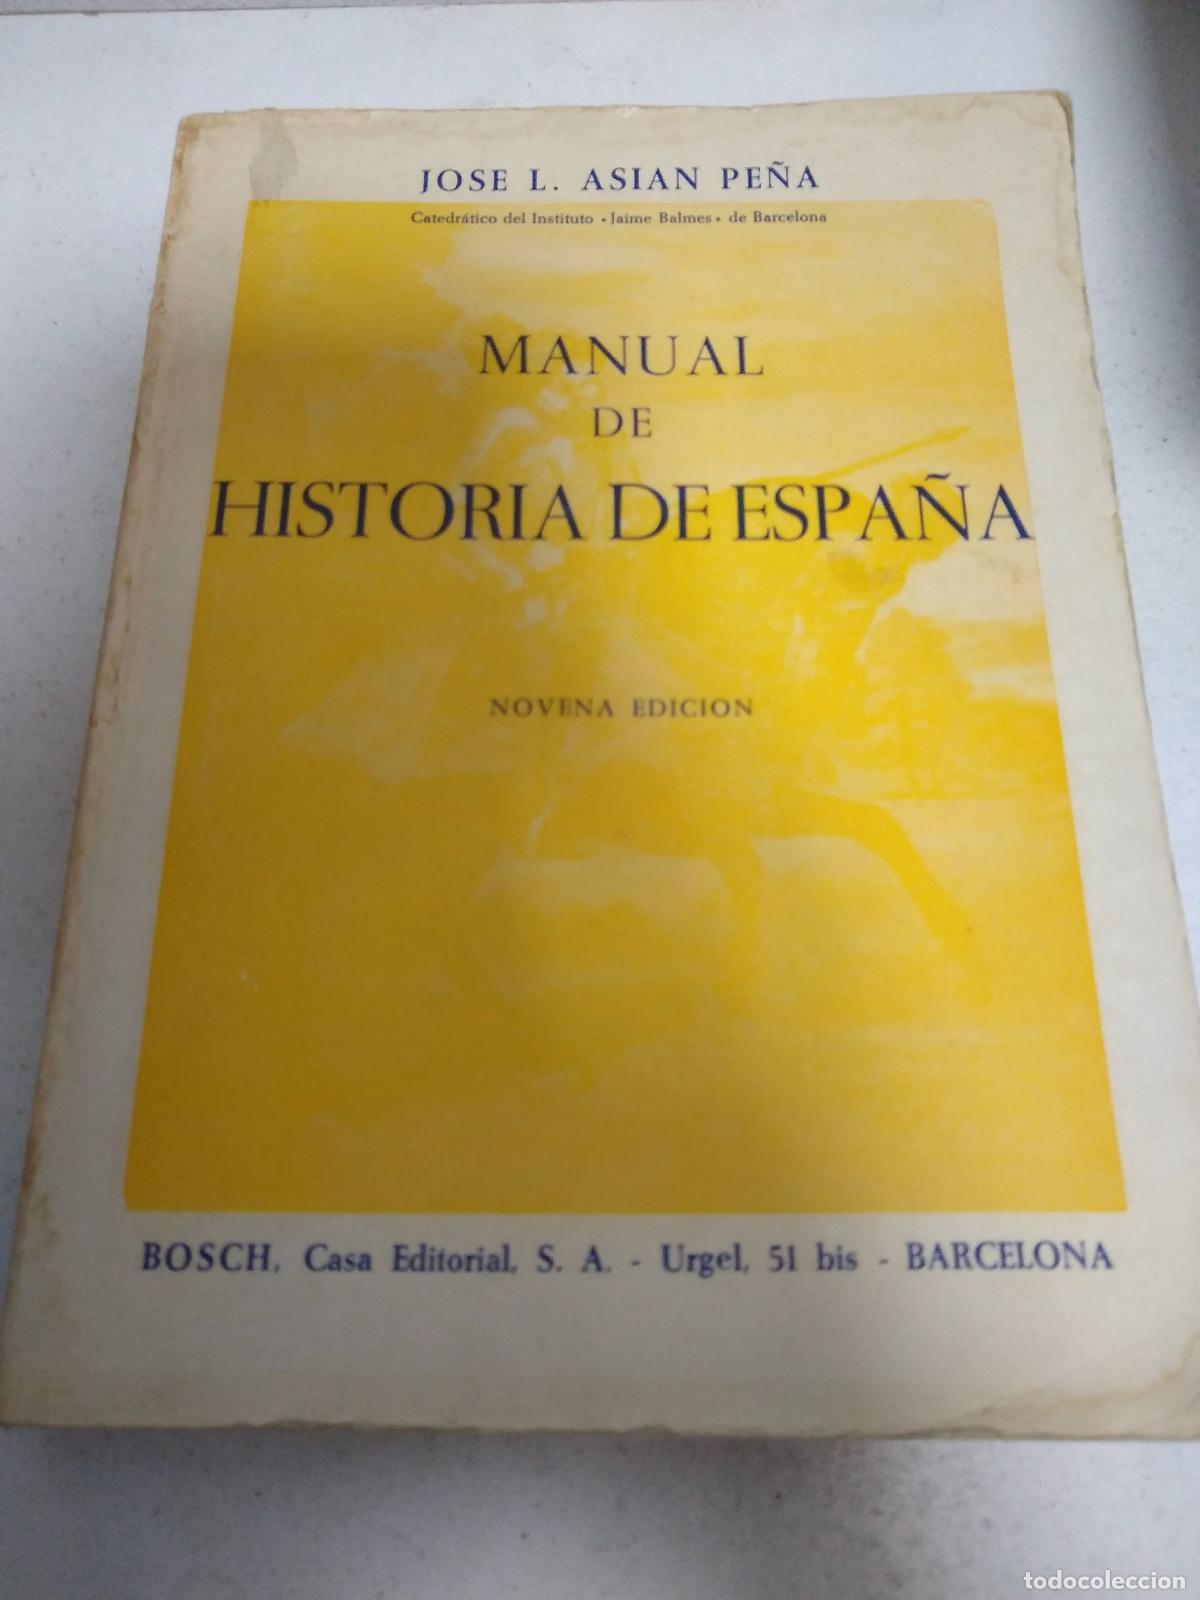 JOSE L. ASIAN PEÑA
Catedrático del Instituto «Jaime Balmes» de Barcelona
MANUAL
DE
HISTORIA DE ESPAÑA
NOVENA EDICION
BOSCH, Casa Editorial, S. A. - Urgel, 51 bis - BARCELONA
todocoleccion